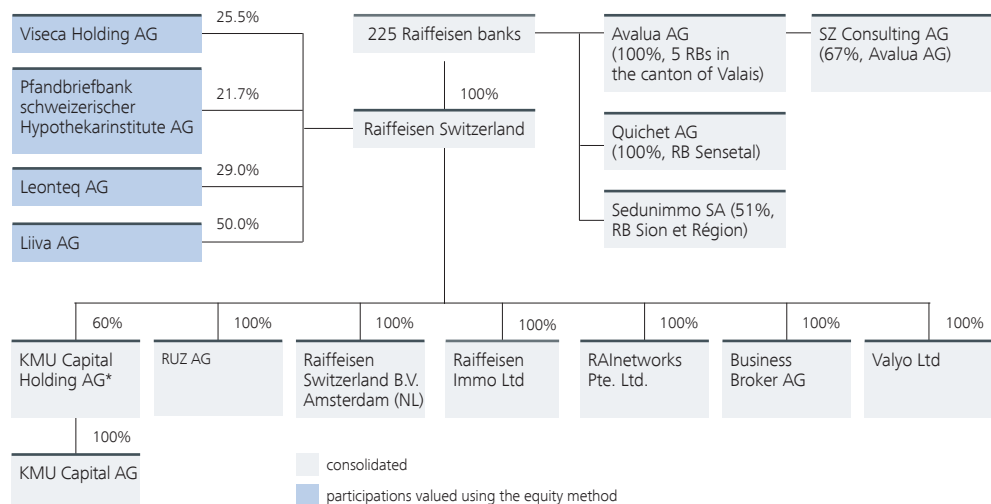 25.5%
Viseca Holding AG
Pfandbriefbank
schweizerischer
Hypothekarinstitute AG
21.7%
Leonteq AG
29.0%
Liiva AG
50.0%
225 Raiffeisen banks
100%
Raiffeisen Switzerland
Avalua AG
(100%, 5 RBs in
the canton of Valais)
SZ Consulting AG
(67%, Avalua AG)
Quichet AG
(100%, RB Sensetal)
Sedunimmo SA (51%,
RB Sion et Région)
60%
KMU Capital
Holding AG*
100%
KMU Capital AG
100%
RUZ AG
100%
Raiffeisen
Switzerland B.V.
Amsterdam (NL)
100%
Raiffeisen
Immo Ltd
100%
RAInetworks
Pte. Ltd.
100%
Business
Broker AG
100%
Valyo Ltd
consolidated
participations valued using the equity method